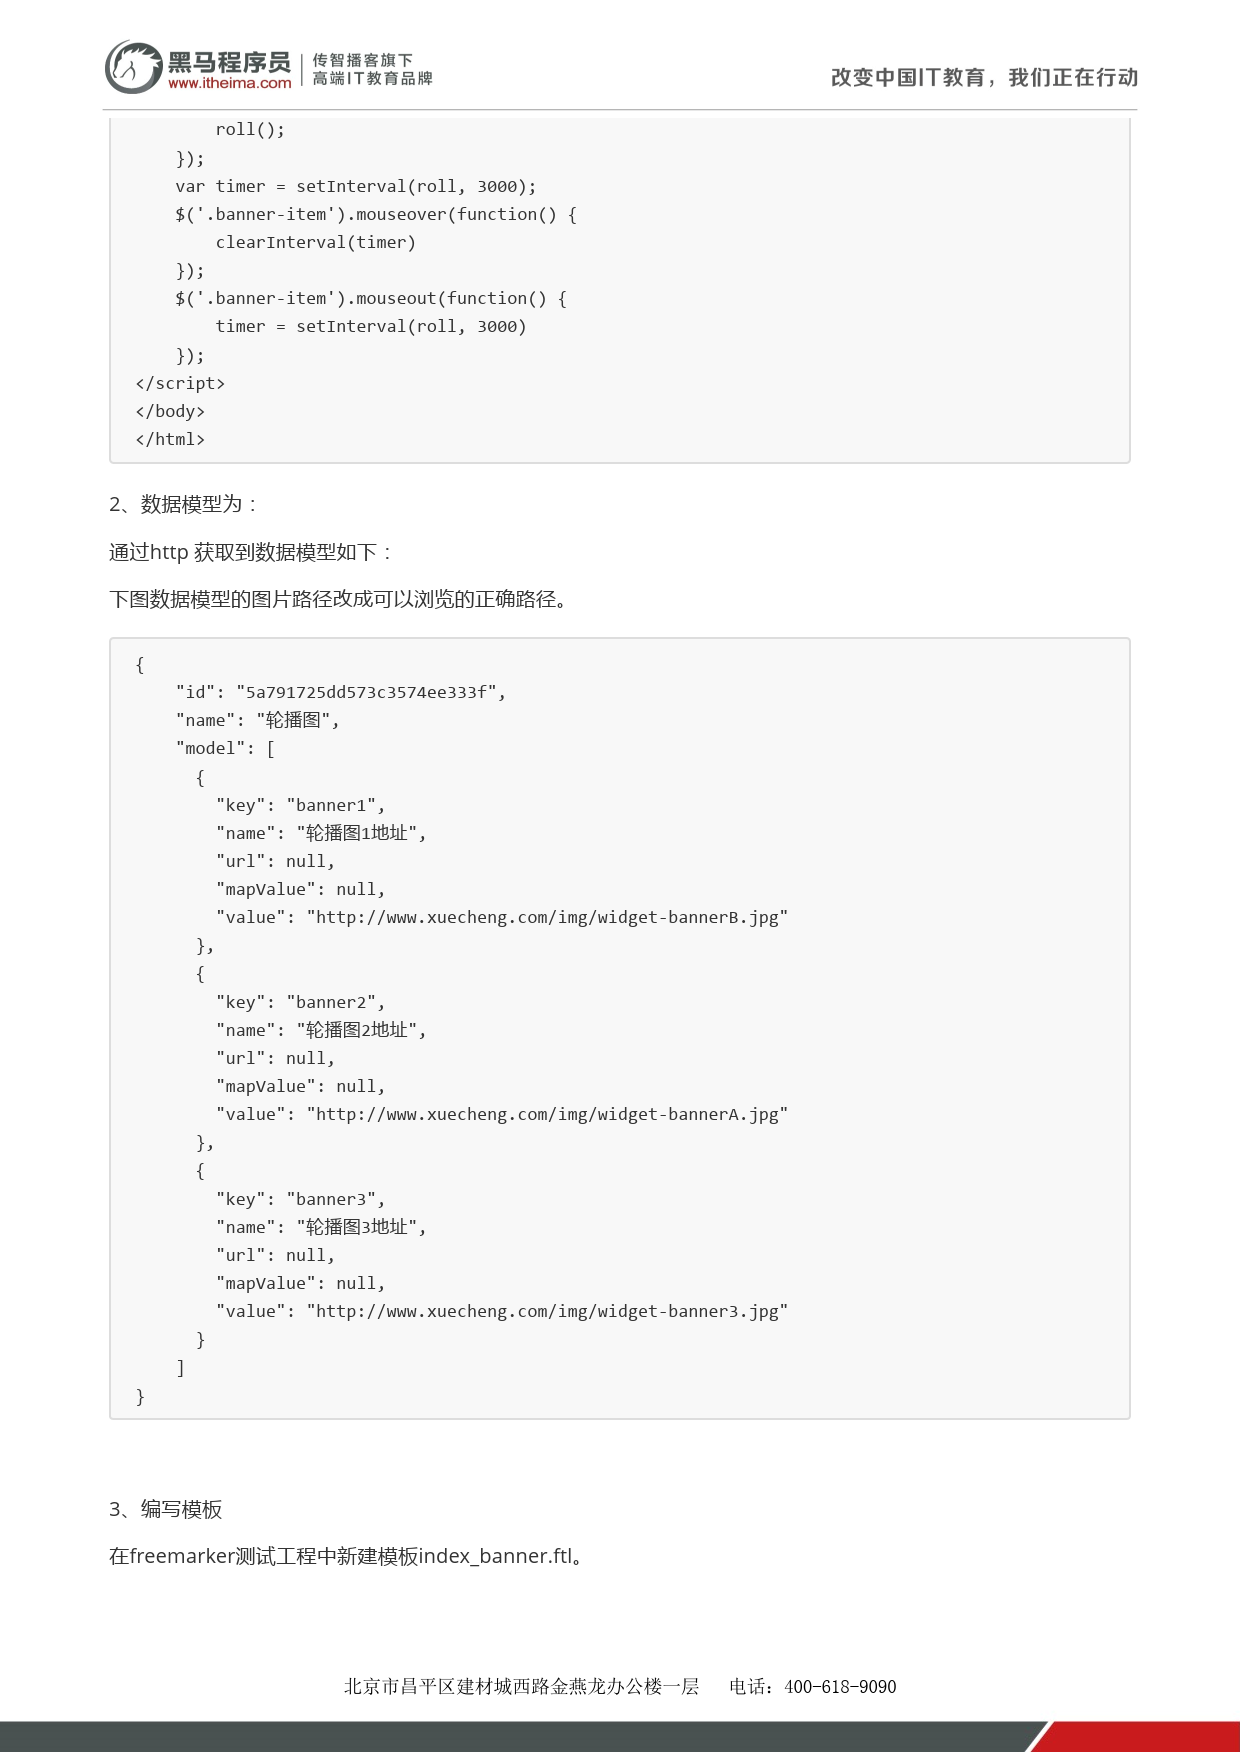 黑马程序员
www.itheima.com
传智播客旗下
高端IT教育品牌
改变中国IT教育，我们正在行动
        roll();
    });
    var timer = setInterval(roll, 3000);
    $('.banner-item').mouseover(function() {
        clearInterval(timer)
    });
    $('.banner-item').mouseout(function() {
        timer = setInterval(roll, 3000)
    });
</script>
</body>
</html>
2、数据模型为：
通过http 获取到数据模型如下：
下图数据模型的图片路径改成可以浏览的正确路径。
{
    "id": "5a791725dd573c3574ee333f",
    "name": "轮播图",
    "model": [
      {
        "key": "banner1",
        "name": "轮播图1地址",
        "url": null,
        "mapValue": null,
        "value": "http://www.xuecheng.com/img/widget-bannerB.jpg"
      },
      {
        "key": "banner2",
        "name": "轮播图2地址",
        "url": null,
        "mapValue": null,
        "value": "http://www.xuecheng.com/img/widget-bannerA.jpg"
      },
      {
        "key": "banner3",
        "name": "轮播图3地址",
        "url": null,
        "mapValue": null,
        "value": "http://www.xuecheng.com/img/widget-banner3.jpg"
      }
    ]
}
3、编写模板
在freemarker测试工程中新建模板index_banner.ftl。
北京市昌平区建材城西路金燕龙办公楼一层    电话：400-618-9090